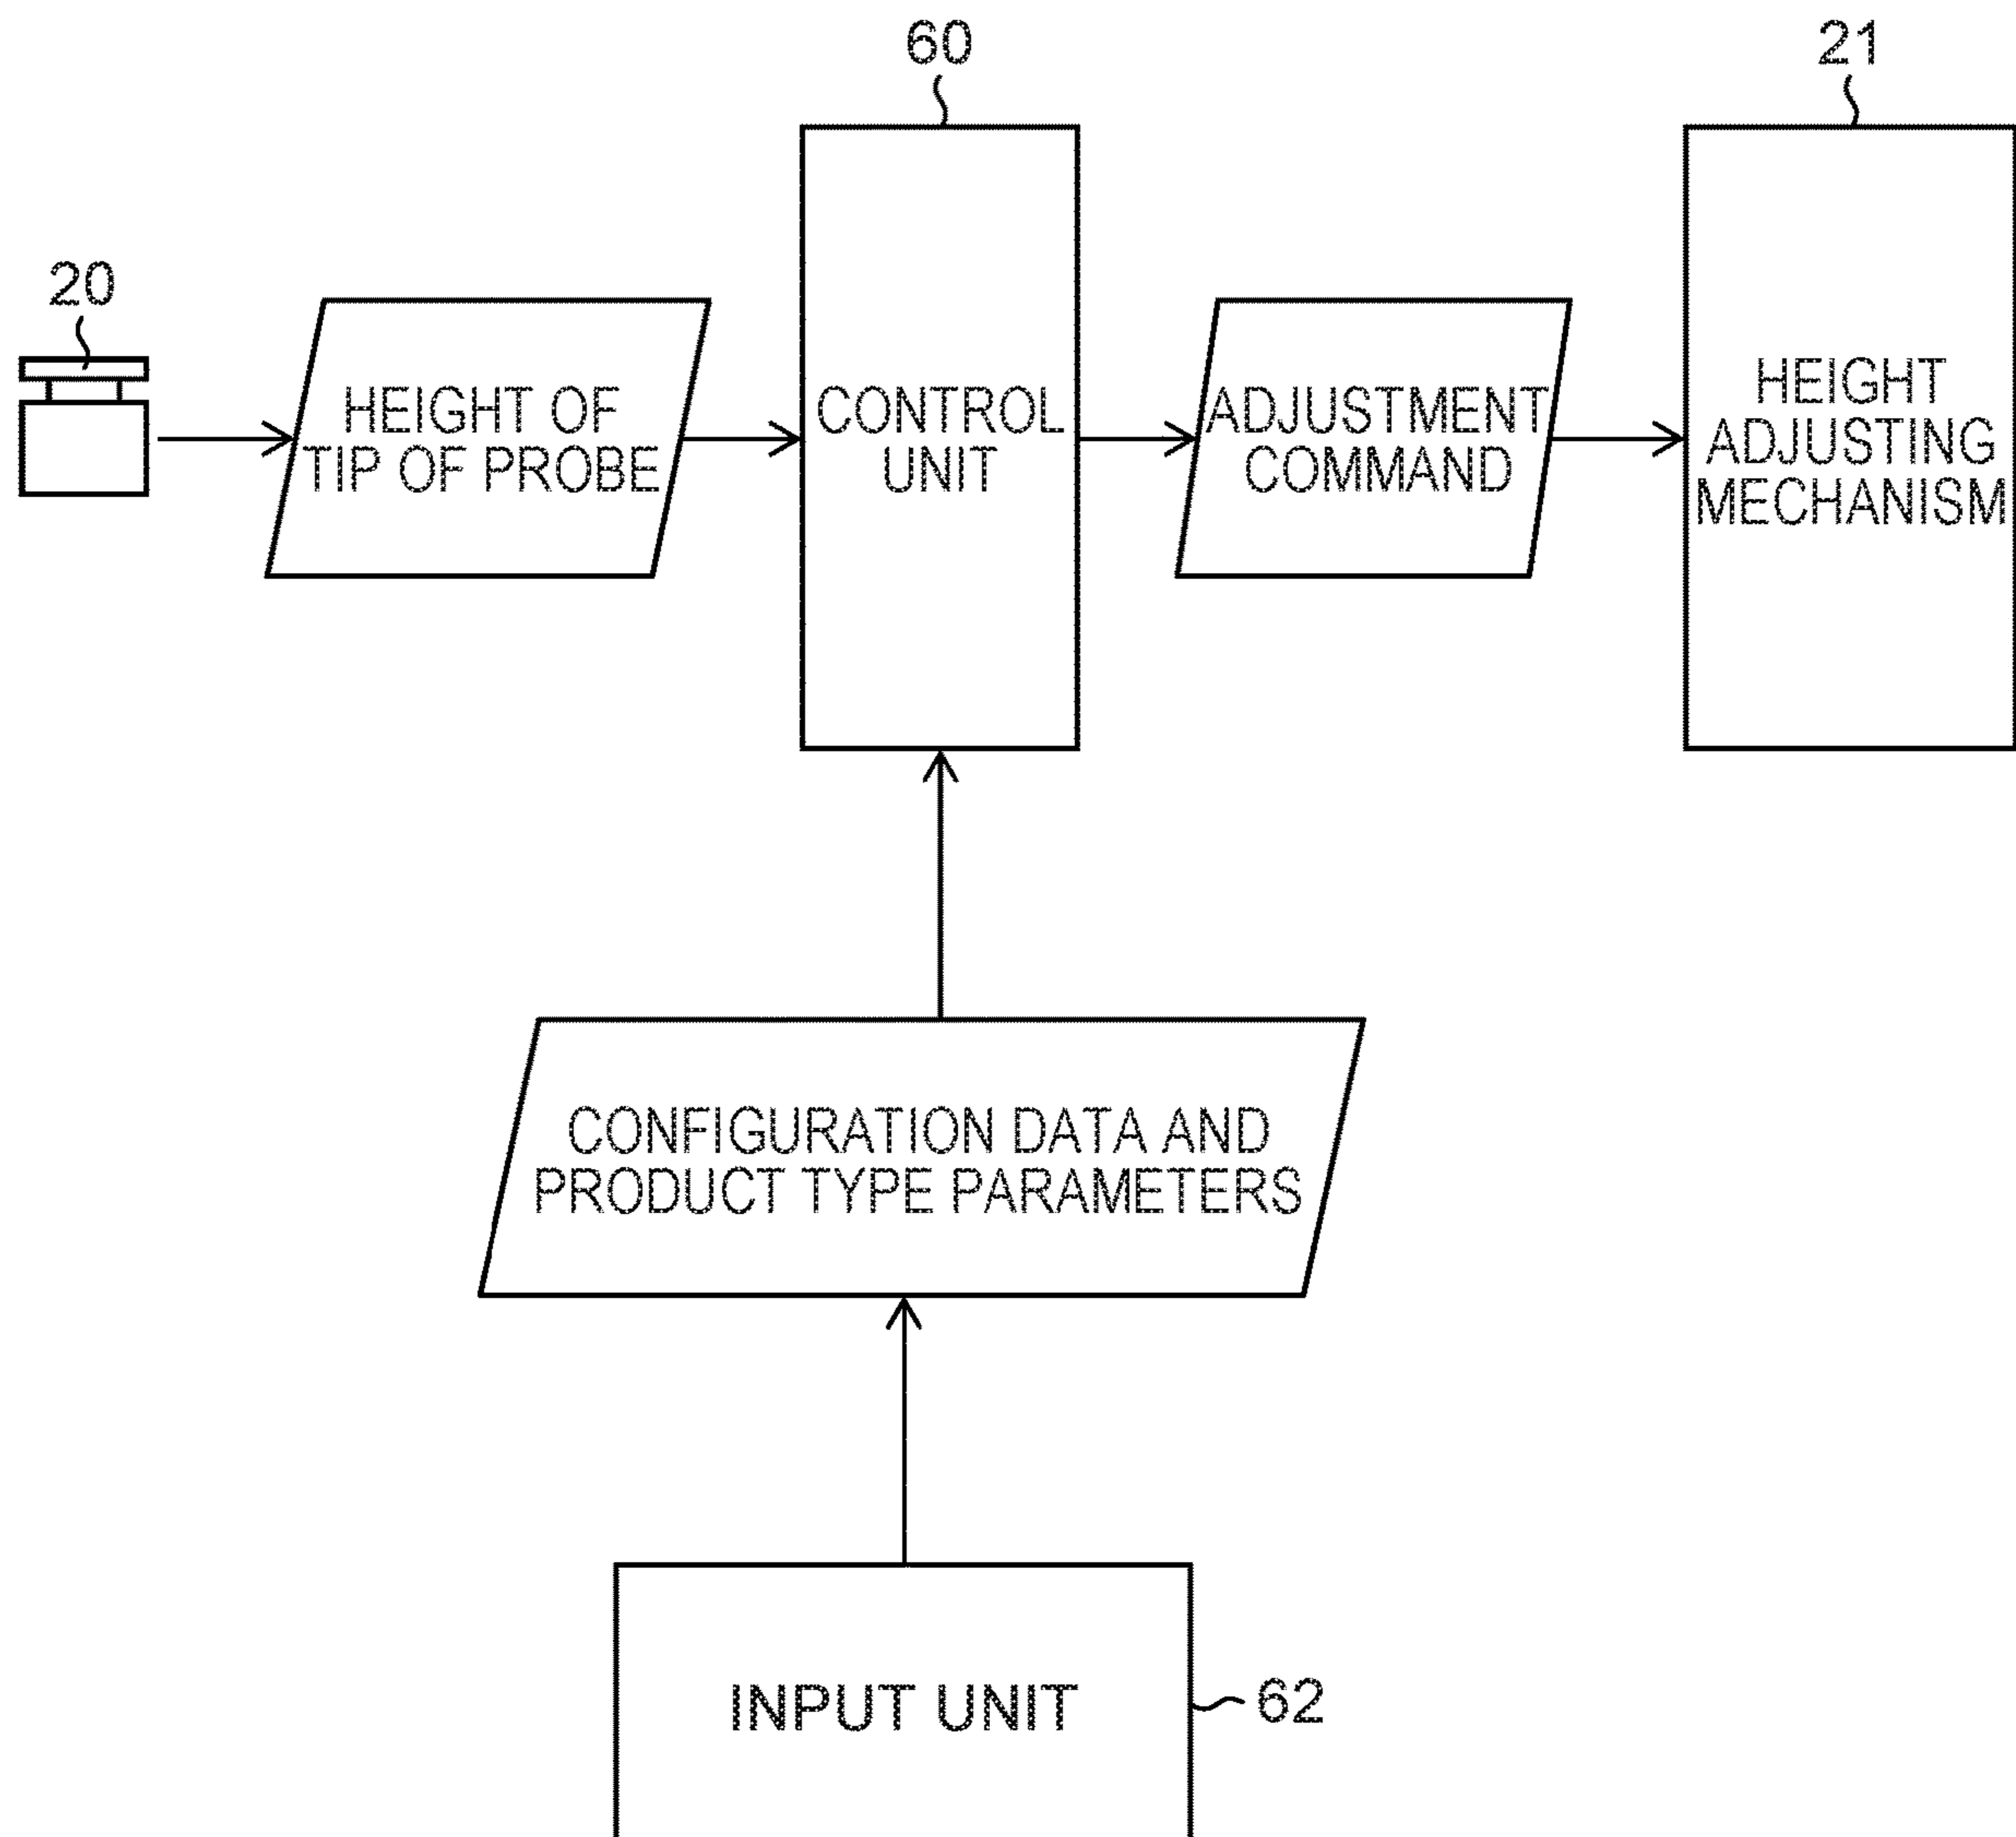 60
21
20
HEIGHT OF
TIP OF PROBE
CONTROL
UNIT
ADJUSTMENT
COMMAND
HEIGHT
ADJUSTING
MECHANISM
CONFIGURATION DATA AND
PRODUCT TYPE PARAMETERS
INPUT UNIT
62